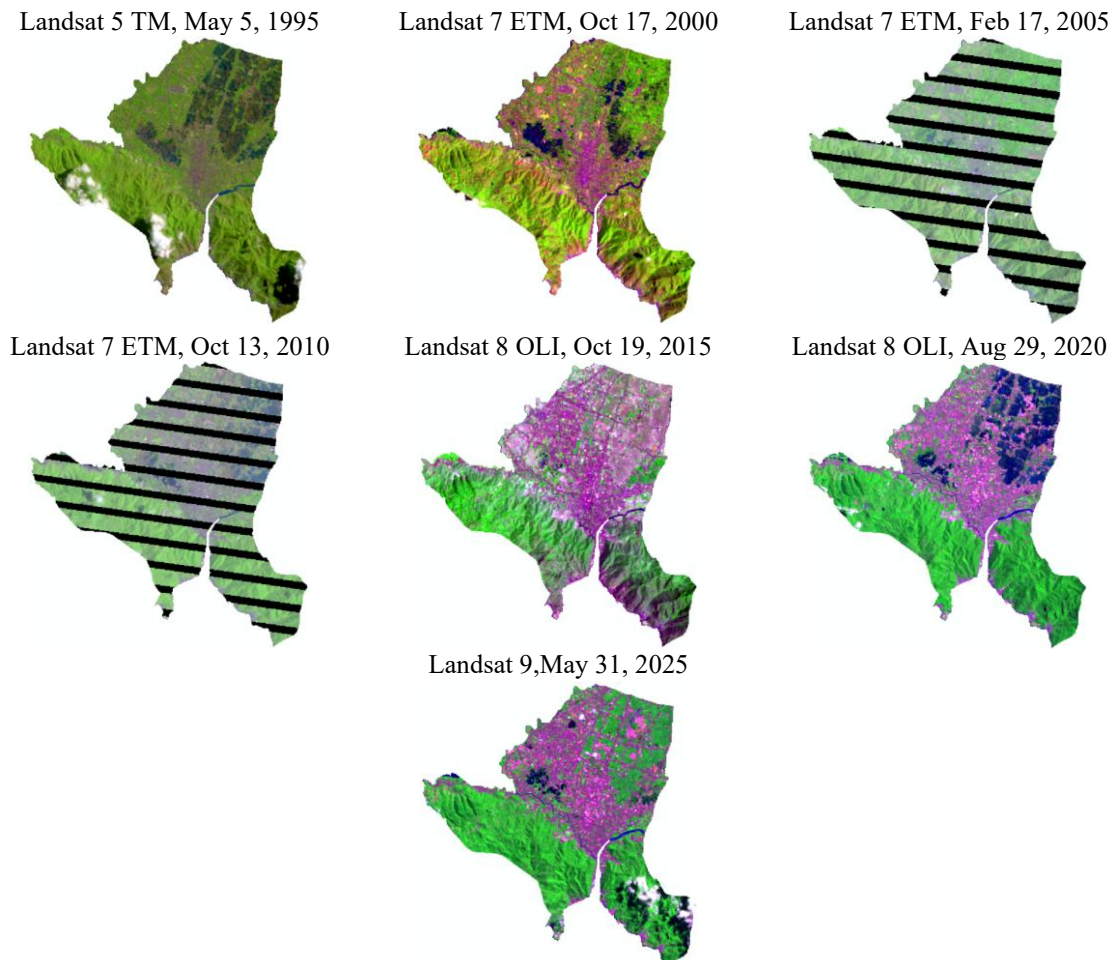 Landsat 5 TM, May 5, 1995
Landsat 7 ETM, Oct 17, 2000
Landsat 7 ETM, Feb 17, 2005
Landsat 7 ETM, Oct 13, 2010
Landsat 8 OLI, Oct 19, 2015
Landsat 8 OLI, Aug 29, 2020
Landsat 9,May 31, 2025